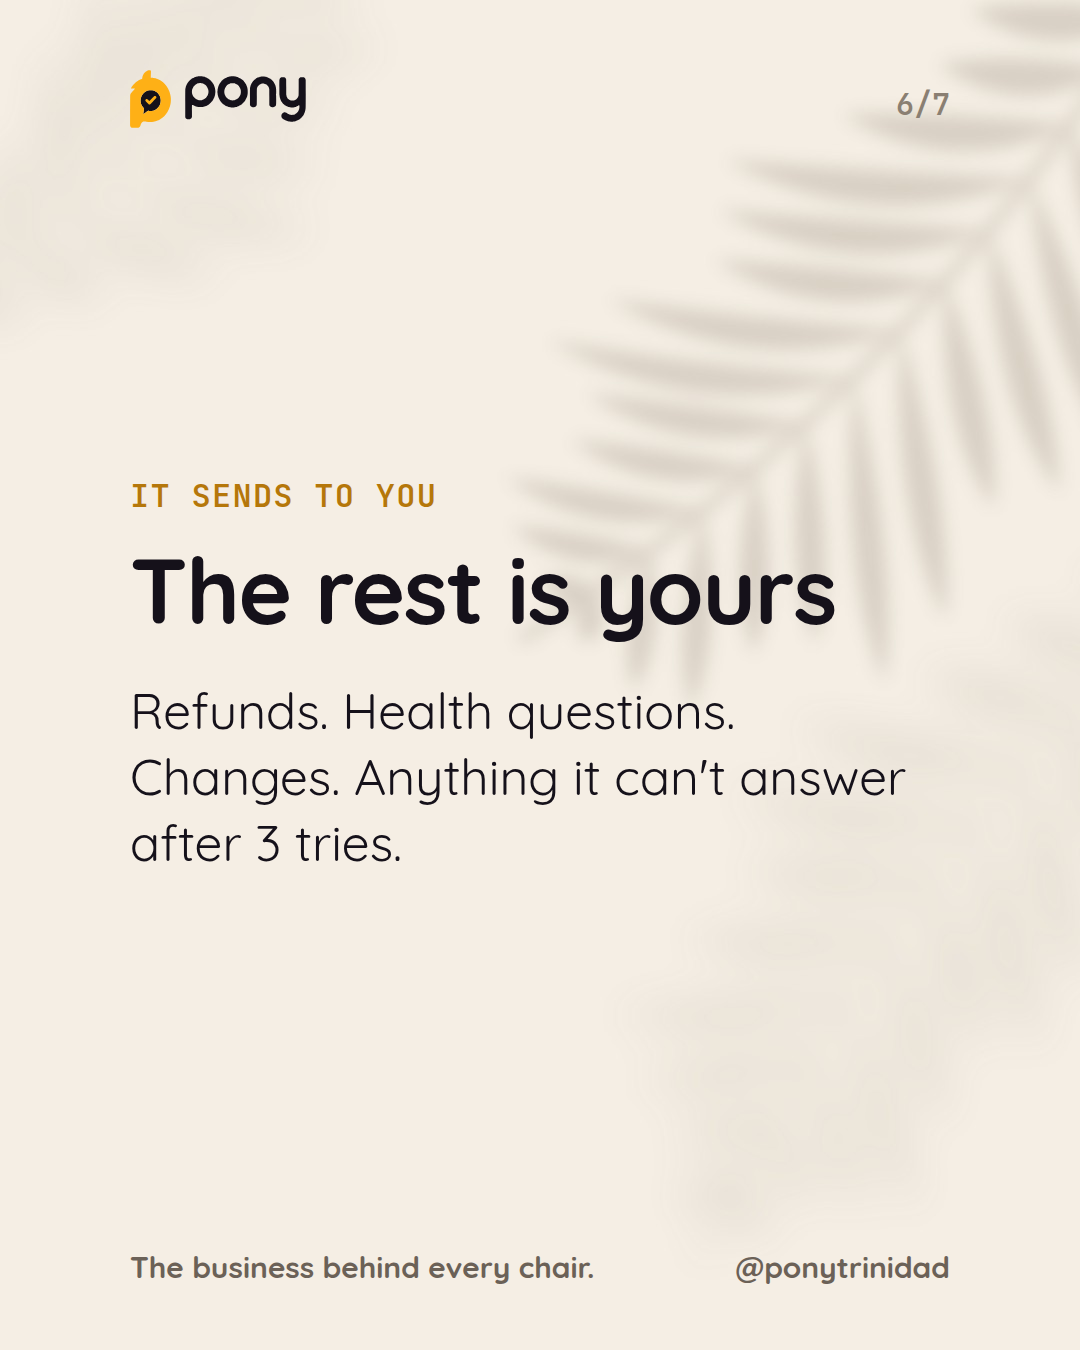 pony
6/7
IT SENDS TO YOU
The rest is yours
Refunds. Health questions.
Changes. Anything it can't answer
after 3 tries.
The business behind every chair.
@ponytrinidad